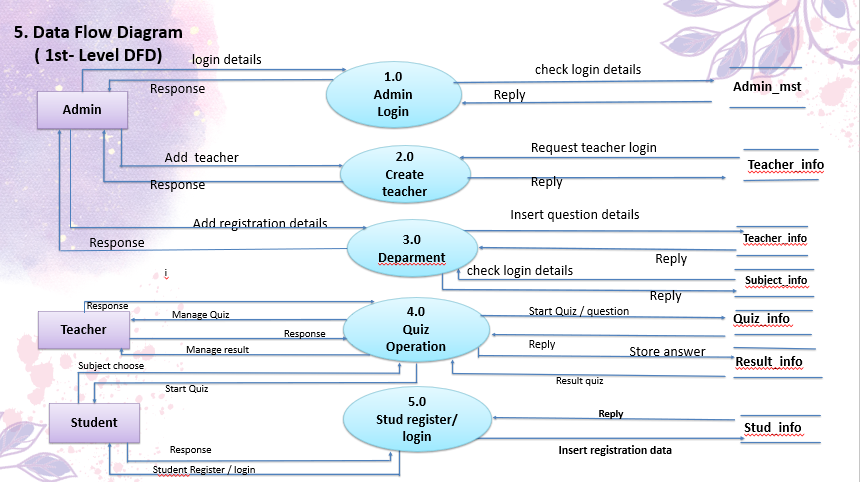 5. Data Flow Diagram
( 1st- Level DFD)
login details
check login details
1.0
Admin
Login
Response
Reply
Admin_mst
Admin
Request teacher login
2.0
Create
teacher
Add teacher
Teacher_info
Response
Reply
Insert question details
Add registration details
3.0
Deparment
Teacher_info
Response
Reply
i
check login details
Subject_info
Reply
Response
4.0
Quiz
Operation
Manage Quiz
Start Quiz / question
Quiz_info
Teacher
Response
Reply
Manage result
Store answer
Result_info
Subject choose
Result quiz
Start Quiz
5.0
Stud register/
login
Reply
Student
Stud_info
Response
Insert registration data
Student Register / login